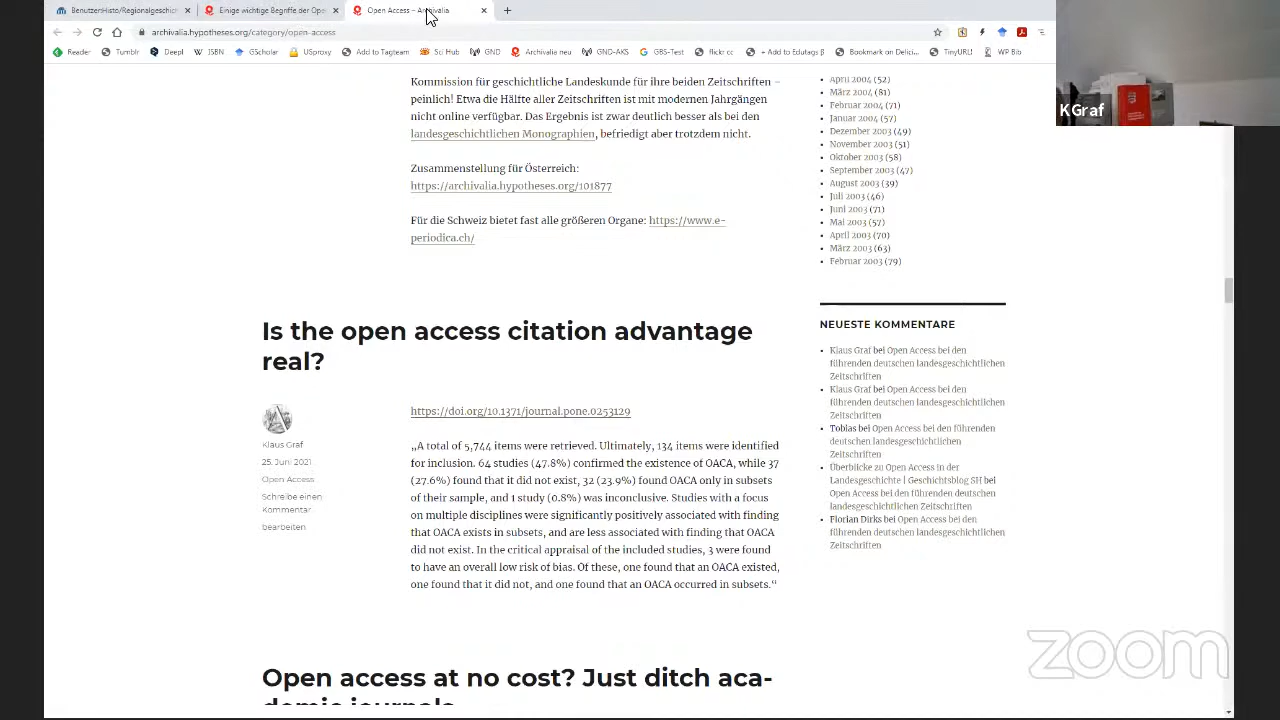 BenutzerHisto/Regionalgeschich
Einige wichtige Begriffe der Open
Open Access – Archivalia
archivalia.hypotheses.org/category/open-access
Reader
Tumblr
Deepl
ISBN
GScholar
USproxy
Add to Tagteam
Sci Hub
GND
Archivalia neu
GND-AKS
GBS-Test
Flickr cc
+ Add to Edutags β
Bookmark on Delici...
TinyURL!
WP Bib
KGraf
Kommission für geschichtliche Landeskunde für ihre beiden Zeitschriften –
peinlich! Etwa die Hälfte aller Zeitschriften ist mit modernen Jahrgängen
nicht online verfügbar. Das Ergebnis ist zwar deutlich besser als bei den
landesgeschichtlichen Monographien, befriedigt aber trotzdem nicht.
Zusammenstellung für Österreich:
https://archivalia.hypotheses.org/101877
Für die Schweiz bietet fast alle größeren Organe: https://www.e-
periodica.ch/
Is the open access citation advantage
real?
Klaus Graf
25. Juni 2021
Open Access
Schreibe einen
Kommentar
bearbeiten
https://doi.org/10.1371/journal.pone.0253129
„A total of 5,744 items were retrieved. Ultimately, 134 items were identified
for inclusion. 64 studies (47.8%) confirmed the existence of OACA, while 37
(27.6%) found that it did not exist, 32 (23.9%) found OACA only in subsets
of their sample, and 1 study (0.8%) was inconclusive. Studies with a focus
on multiple disciplines were significantly positively associated with finding
that OACA exists in subsets, and are less associated with finding that OACA
did not exist. In the critical appraisal of the included studies, 3 were found
to have an overall low risk of bias. Of these, one found that an OACA existed,
one found that it did not, and one found that an OACA occurred in subsets.“
Open access at no cost? Just ditch aca-
demic journals
April 2004 (52)
März 2004 (81)
Februar 2004 (71)
Januar 2004 (57)
Dezember 2003 (49)
November 2003 (51)
Oktober 2003 (58)
September 2003 (47)
August 2003 (39)
Juli 2003 (46)
Juni 2003 (71)
Mai 2003 (57)
April 2003 (70)
März 2003 (63)
Februar 2003 (79)
NEUESTE KOMMENTARE
Klaus Graf bei Open Access bei den
führenden deutschen landesgeschichtlichen
Zeitschriften
Klaus Graf bei Open Access bei den
führenden deutschen landesgeschichtlichen
Zeitschriften
Tobias bei Open Access bei den führenden
deutschen landesgeschichtlichen
Zeitschriften
Überblicke zu Open Access in der
Landesgeschichte | Geschichtsblog SH bei
Open Access bei den führenden deutschen
landesgeschichtlichen Zeitschriften
Florian Dirks bei Open Access bei den
führenden deutschen landesgeschichtlichen
Zeitschriften
zoom